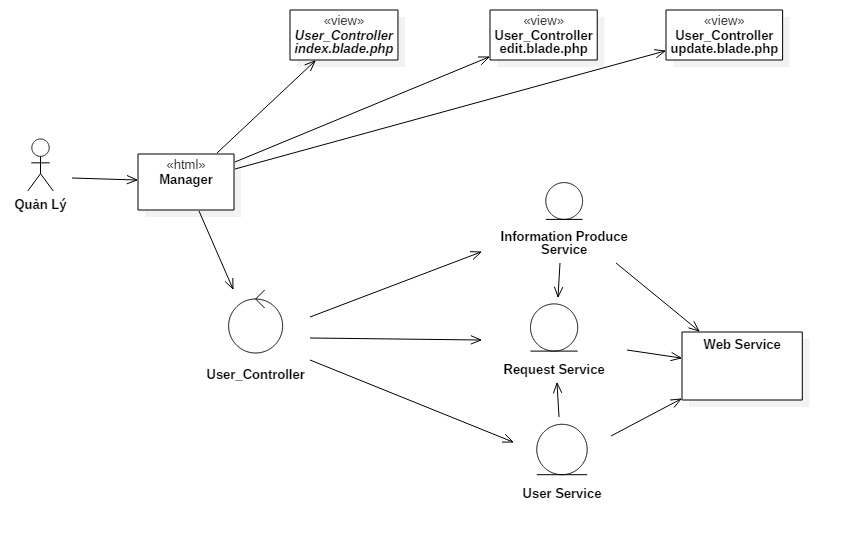 «view»
User_Controller
index.blade.php
«view»
User_Controller
edit.blade.php
«view»
User_Controller
update.blade.php
«html»
Manager
Quản Lý
Information Produce
Service
Web Service
Request Service
User_Controller
User Service